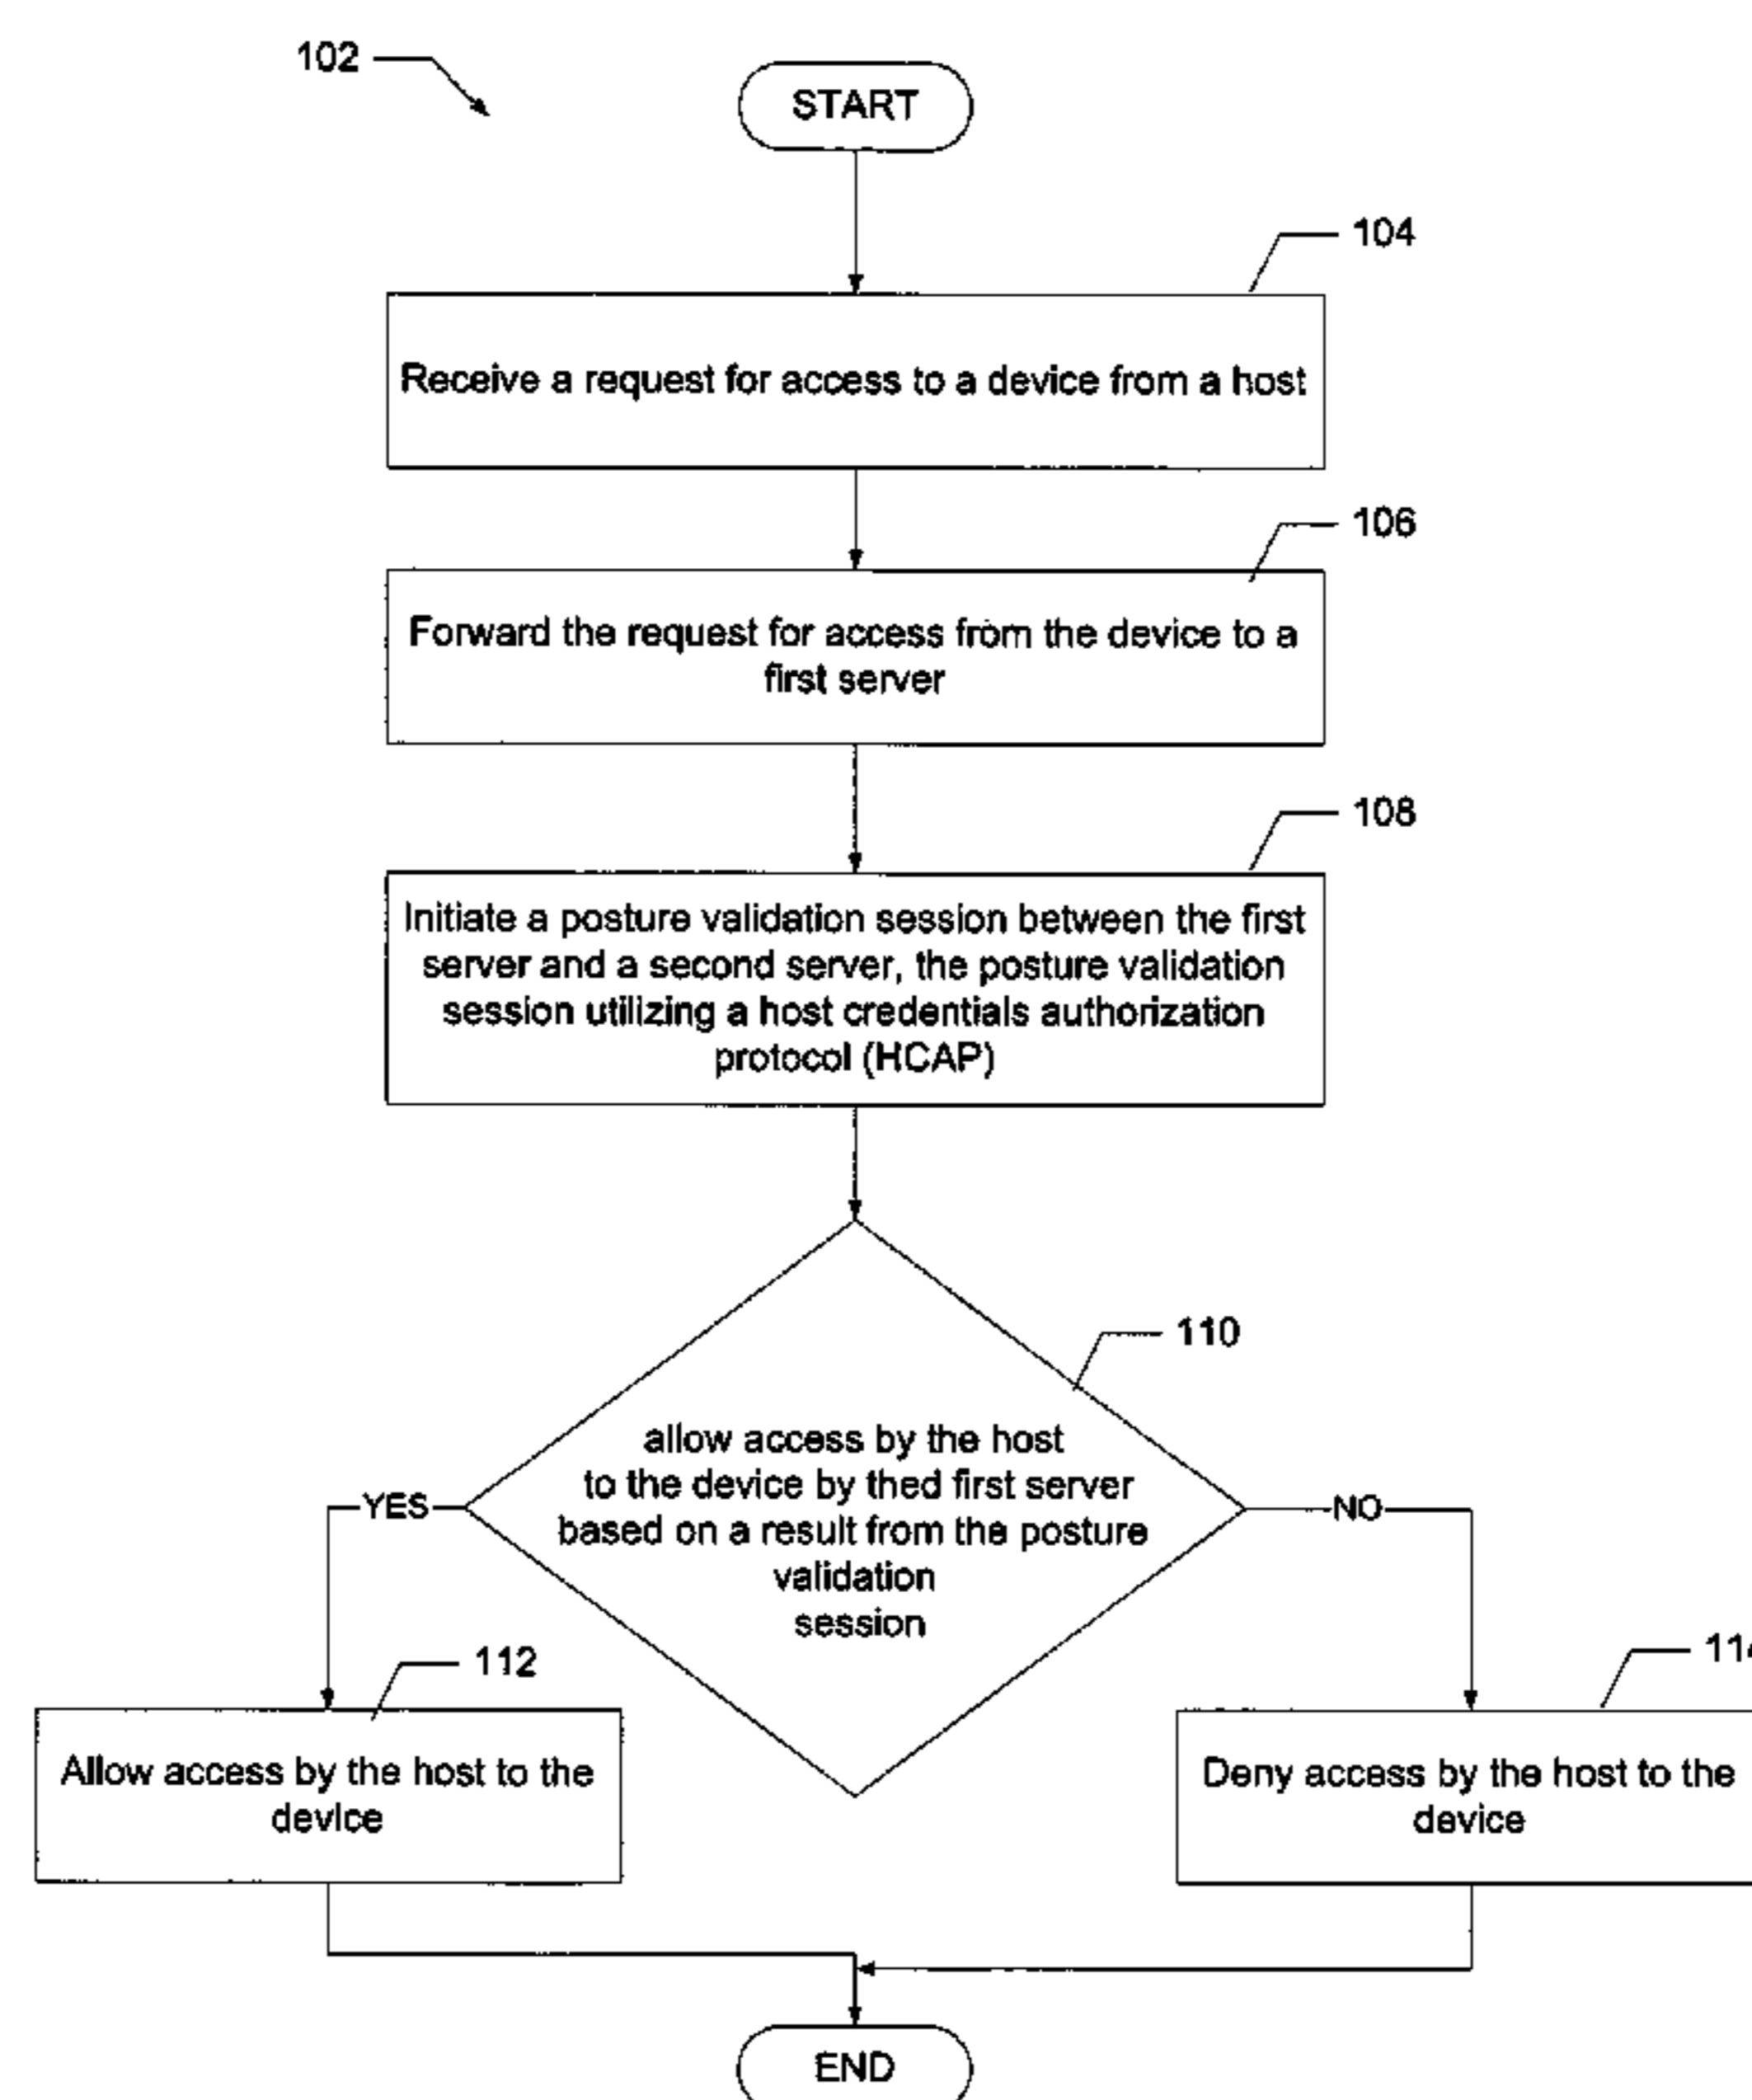 102
START
104
Receive a request for access to a device from a host
106
Forward the request for access from the device to a
first server
108
Initiate a posture validation session between the first
server and a second server, the posture validation
session utilizing a host credentials authorization
protocol (HCAP)
110
allow access by the host
to the device by thed first server
based on a result from the posture
validation
session
YES
NO
112
114
Allow access by the host to the
device
Deny access by the host to the
device
END